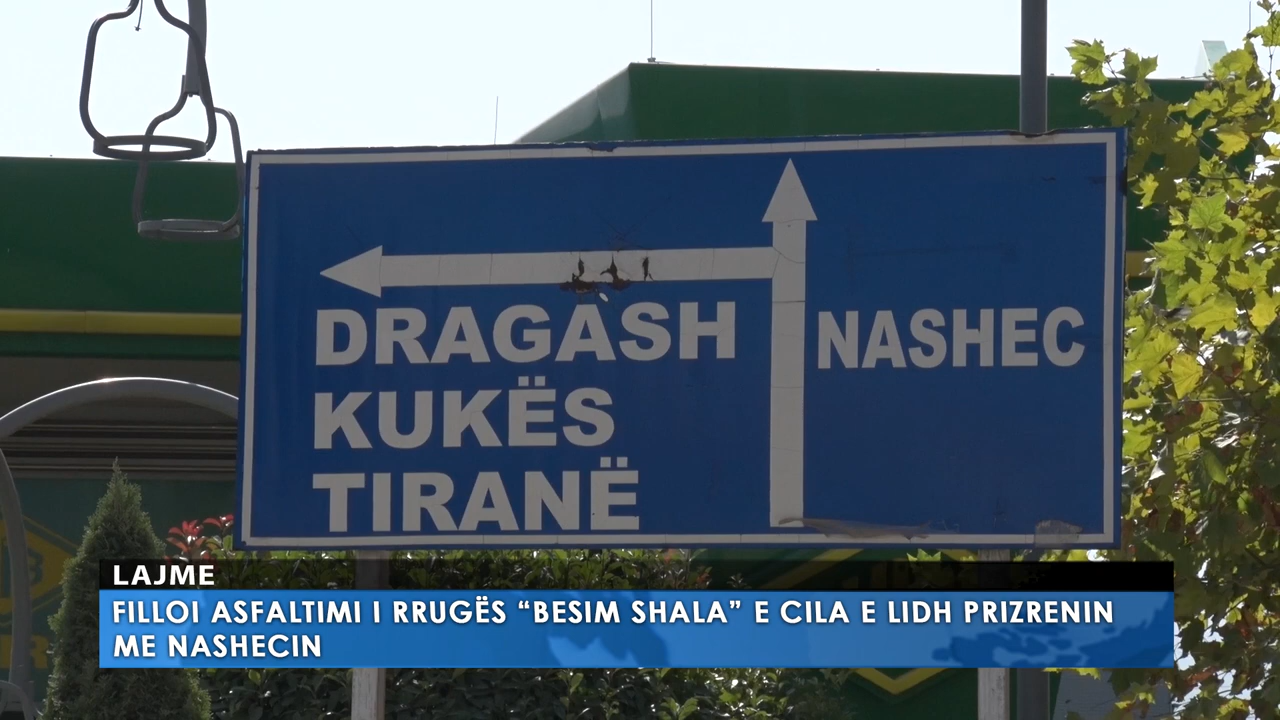 DRAGASH
KUKËS
TIRANË
NASHEC
LAJME
FILLOI ASFALTIMI I RRUGËS “BESIM SHALA” E CILA E LIDH PRIZRENIN
ME NASHECIN